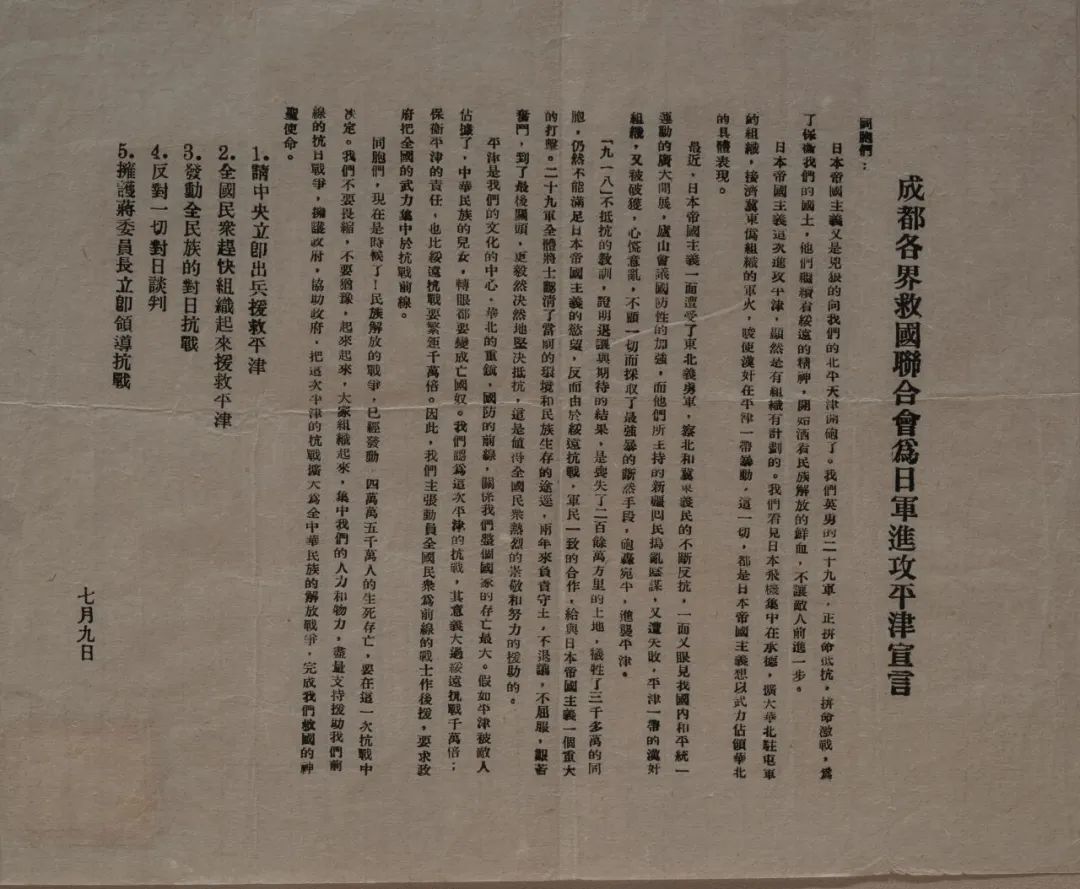 成都各界救國聯合會為日軍進攻平津宣言
同胞們：
日本帝國主義又是兇狠的向我們的北平天津開礮了。我們英勇的二十九軍，正拼命抵抗，拼命激戰，為
了保衛我們的國土，他們繼續着綏遠的精神，開始洒着民族解放的鮮血，不讓敵人前進一步。
日本帝國主義這次進攻平津，顯然是有組織有計劃的。我們看見日本飛機集中在承德，擴大華北駐屯軍
的組織，接濟冀東偽組織的軍火，唆使漢奸在平津一帶暴動，這一切，都是日本帝國主義想以武力佔領華北
的具體表現。
最近，日本帝國主義一面遭受了東北義勇軍，察北和冀東義民的不斷反抗，一面又眼見我國內和平統一
運動的廣大開展，廬山會議國防性的加強，而他們所主持的新疆回民搗亂陰謀，又遭失敗，平津一帶的漢奸
組織，又被破獲，心慌意亂，不顧一切而採取了最強暴的斷然手段，砲轟宛平，進襲平津。
「九一八」不抵抗的教訓，證明退讓與期待的結果，是喪失了二百餘萬方里的土地，犧牲了三千多萬的同
胞，仍然不能滿足日本帝國主義的慾望，反而由於綏遠抗戰，軍民一致的合作，給與日本帝國主義一個重大
的打擊。二十九軍全體將士認清了當前的環境和民族生存的途逕，兩年來負責守土，不退讓，不屈服，艱苦
奮鬥，到了最後關頭，更毅然決然地堅決抵抗，這是值得全國民衆熱烈的崇敬和努力的援助的。
平津是我們的文化的中心，華北的重鎮，國防的前線，關係我們整個國家的存亡最大。假如平津被敵人
佔據了，中華民族的兒女，轉眼都要變成亡國奴。我們認為這次平津的抗戰，其意義大過綏遠抗戰千萬倍；
保衛平津的責任，也比綏遠抗戰要繁鉅千萬倍。因此，我們主張動員全國民衆為前線的戰士作後援，要求政
府把全國的武力集中於抗戰前線。
同胞們，現在是時候了！民族解放的戰爭，已經發動，四萬萬五千萬人的生死存亡，要在這一次抗戰中
決定。我們不要畏縮，不要猶豫，起來起來，大家組織起來，集中我們的人力和物力，盡量支持援助我們前
線的抗日戰爭，擁護政府，協助政府，把這次平津的抗戰擴大為全中華民族的解放戰爭，完成我們救國的神
聖使命。
1.請中央立卽出兵援救平津
2.全國民衆趕快組織起來援救平津
3.發動全民族的對日抗戰
4.反對一切對日談判
5.擁護蔣委員長立卽領導抗戰
七月九日